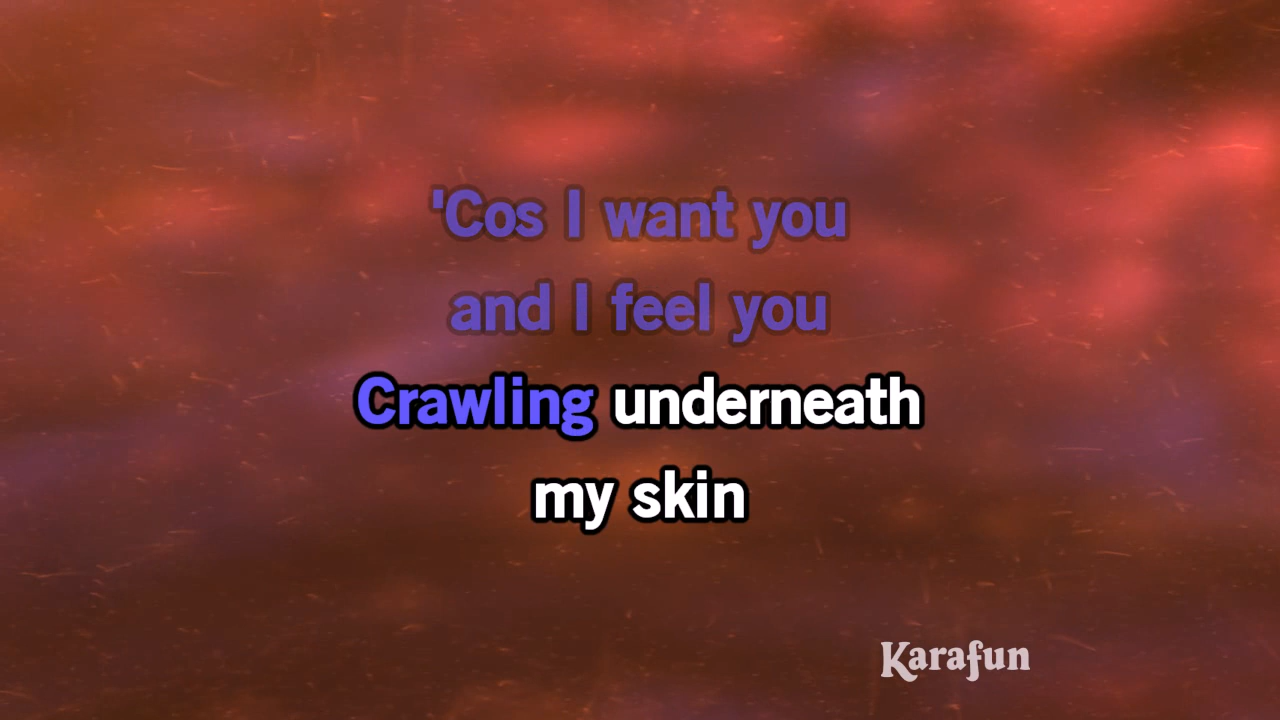 'Cos I want you
and I feel you
Crawling underneath
my skin
Karafun